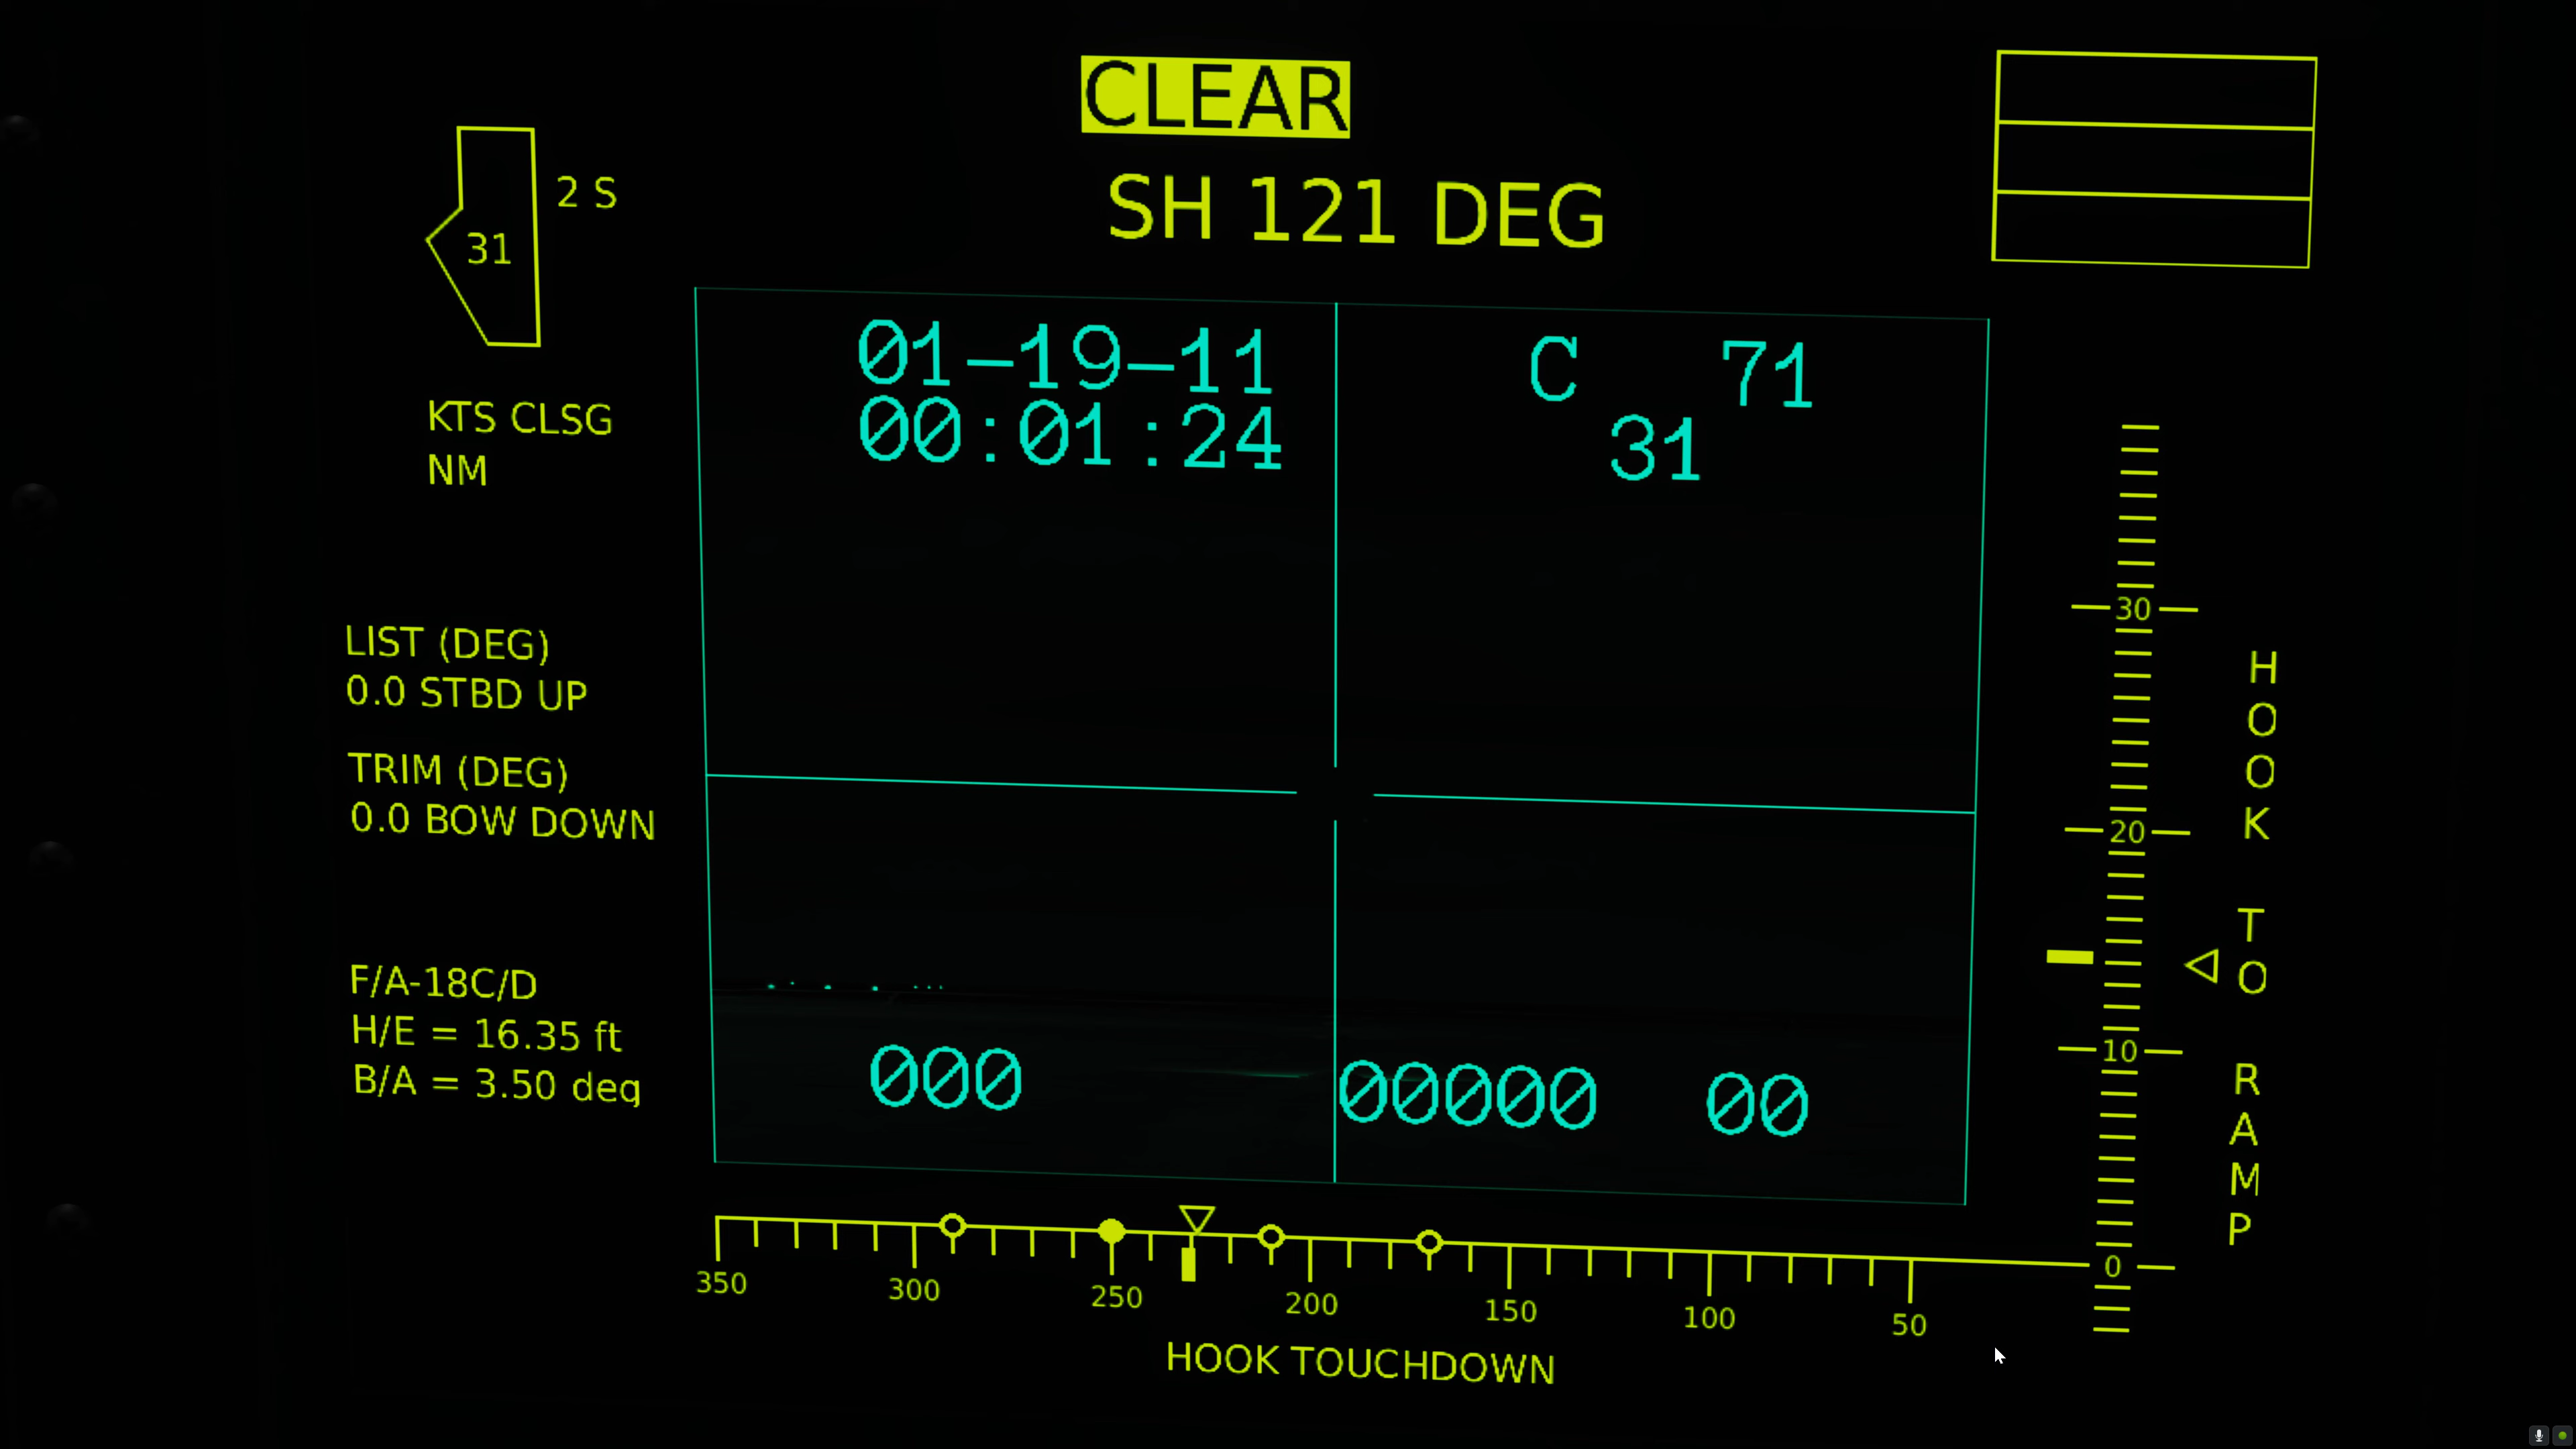 CLEAR
SH 121 DEG
2 S
31
KTS CLSG
NM
LIST (DEG)
0.0 STBD UP
TRIM (DEG)
0.0 BOW DOWN
F/A-18C/D
H/E = 16.35 ft
B/A = 3.50 deg
01-19-11
00:01:24
C 71
31
000
00000 00
30
20
10
0
HOOK TO RAMP
350 300 250 200 150 100 50
HOOK TOUCHDOWN